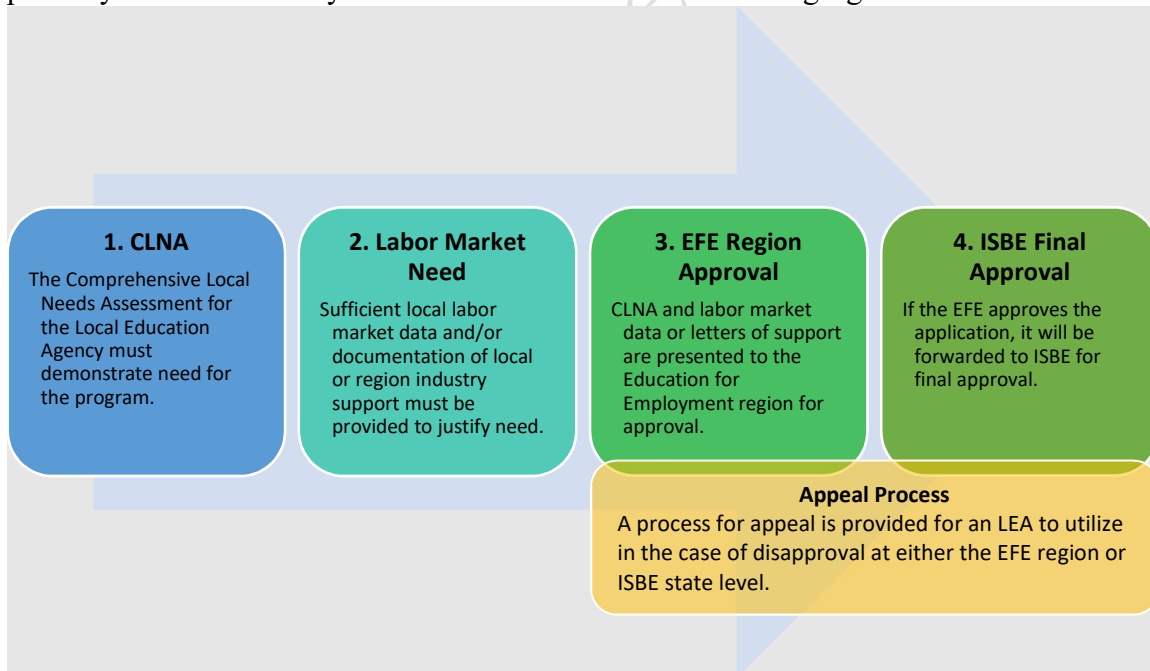 1. CLNA
The Comprehensive Local
Needs Assessment for
the Local Education
Agency must
demonstrate need for
the program.
2. Labor Market
Need
Sufficient local labor
market data and/or
documentation of local
or region industry
support must be
provided to justify need.
3. EFE Region
Approval
CLNA and labor market
data or letters of support
are presented to the
Education for
Employment region for
approval.
4. ISBE Final
Approval
If the EFE approves the
application, it will be
forwarded to ISBE for
final approval.
Appeal Process
A process for appeal is provided for an LEA to utilize
in the case of disapproval at either the EFE region or
ISBE state level.